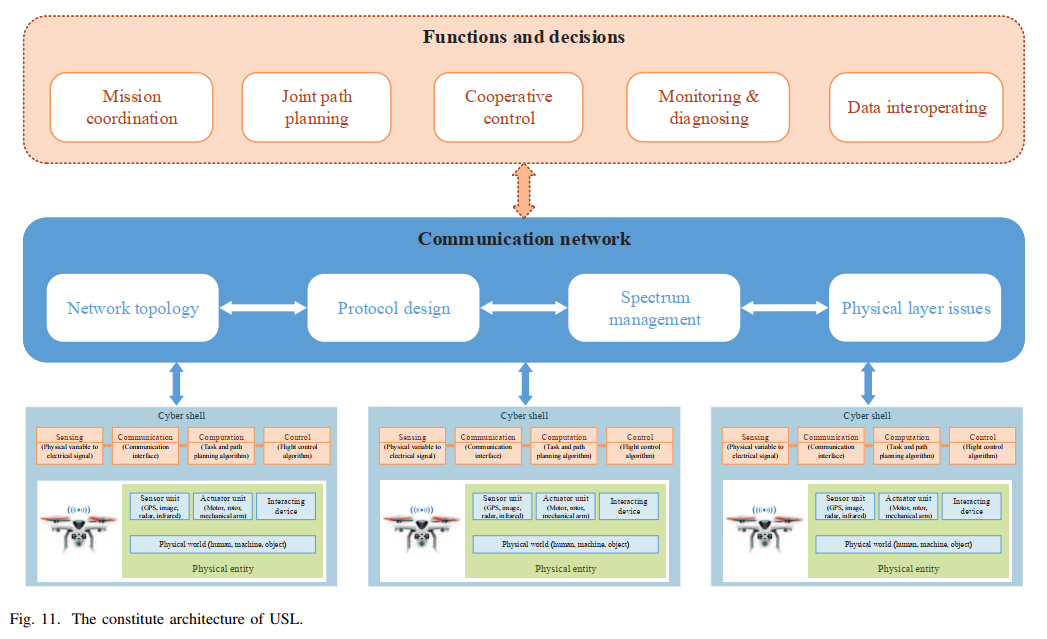 Functions and decisions
Mission
coordination
Joint path
planning
Cooperative
control
Monitoring &
diagnosing
Data interoperating
Communication network
Network topology
Protocol design
Spectrum
management
Physical layer issues
Cyber shell
Sensing
(Physical variable to
electrical signal)
Communication
(Communication
interface)
Computation
(Task and path
planning algorithm)
Control
(Flight control
algorithm)
Sensor unit
(GPS, image,
radar, infrared)
Actuator unit
(Motor, rotor,
mechanical arm)
Interacting
device
Physical world (human, machine, object)
Physical entity
Cyber shell
Sensing
(Physical variable to
electrical signal)
Communication
(Communication
interface)
Computation
(Task and path
planning algorithm)
Control
(Flight control
algorithm)
Sensor unit
(GPS, image,
radar, infrared)
Actuator unit
(Motor, rotor,
mechanical arm)
Interacting
device
Physical world (human, machine, object)
Physical entity
Cyber shell
Sensing
(Physical variable to
electrical signal)
Communication
(Communication
interface)
Computation
(Task and path
planning algorithm)
Control
(Flight control
algorithm)
Sensor unit
(GPS, image,
radar, infrared)
Actuator unit
(Motor, rotor,
mechanical arm)
Interacting
device
Physical world (human, machine, object)
Physical entity
Fig. 11. The constitute architecture of USL.